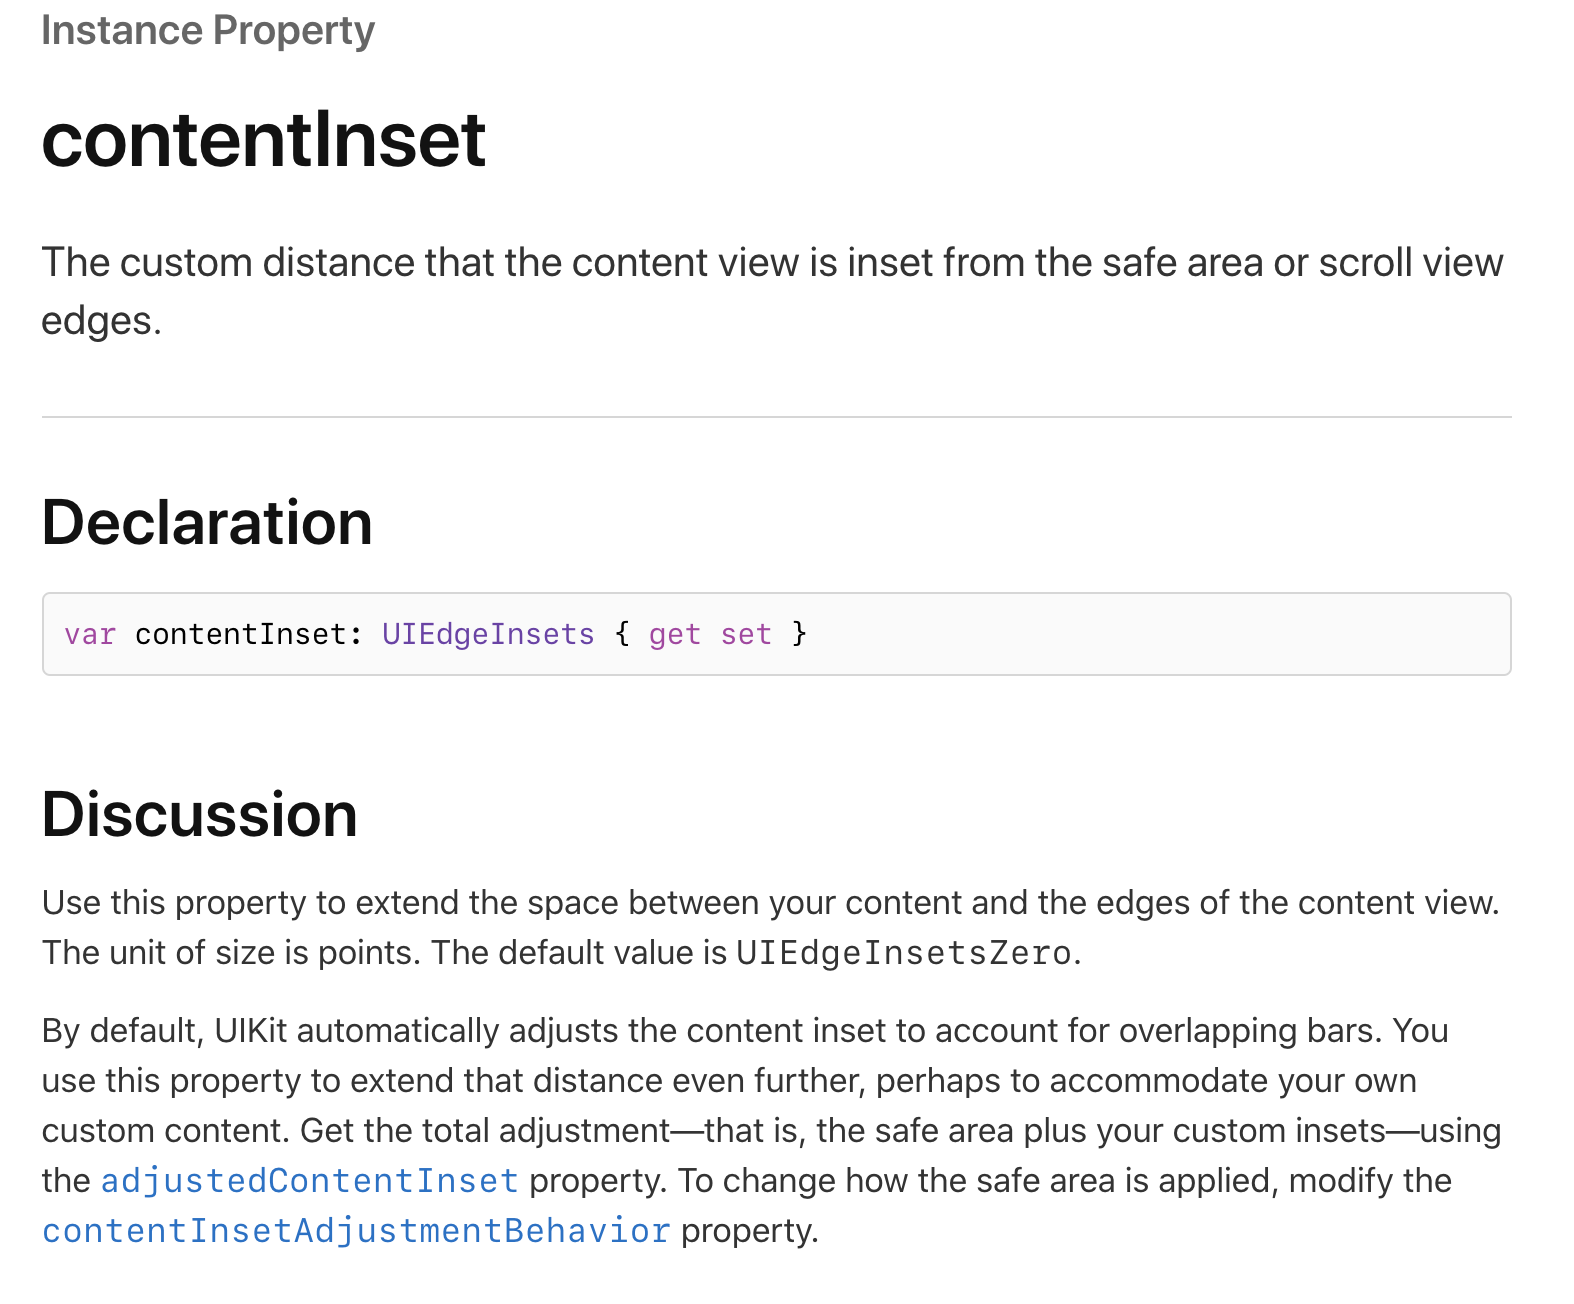 Instance Property
contentInset
The custom distance that the content view is inset from the safe area or scroll view
edges.
Declaration
var contentInset: UIEdgeInsets { get set }
Discussion
Use this property to extend the space between your content and the edges of the content view.
The unit of size is points. The default value is UIEdgeInsetsZero.
By default, UIKit automatically adjusts the content inset to account for overlapping bars. You
use this property to extend that distance even further, perhaps to accommodate your own
custom content. Get the total adjustment—that is, the safe area plus your custom insets—using
the adjustedContentInset property. To change how the safe area is applied, modify the
contentInsetAdjustmentBehavior property.